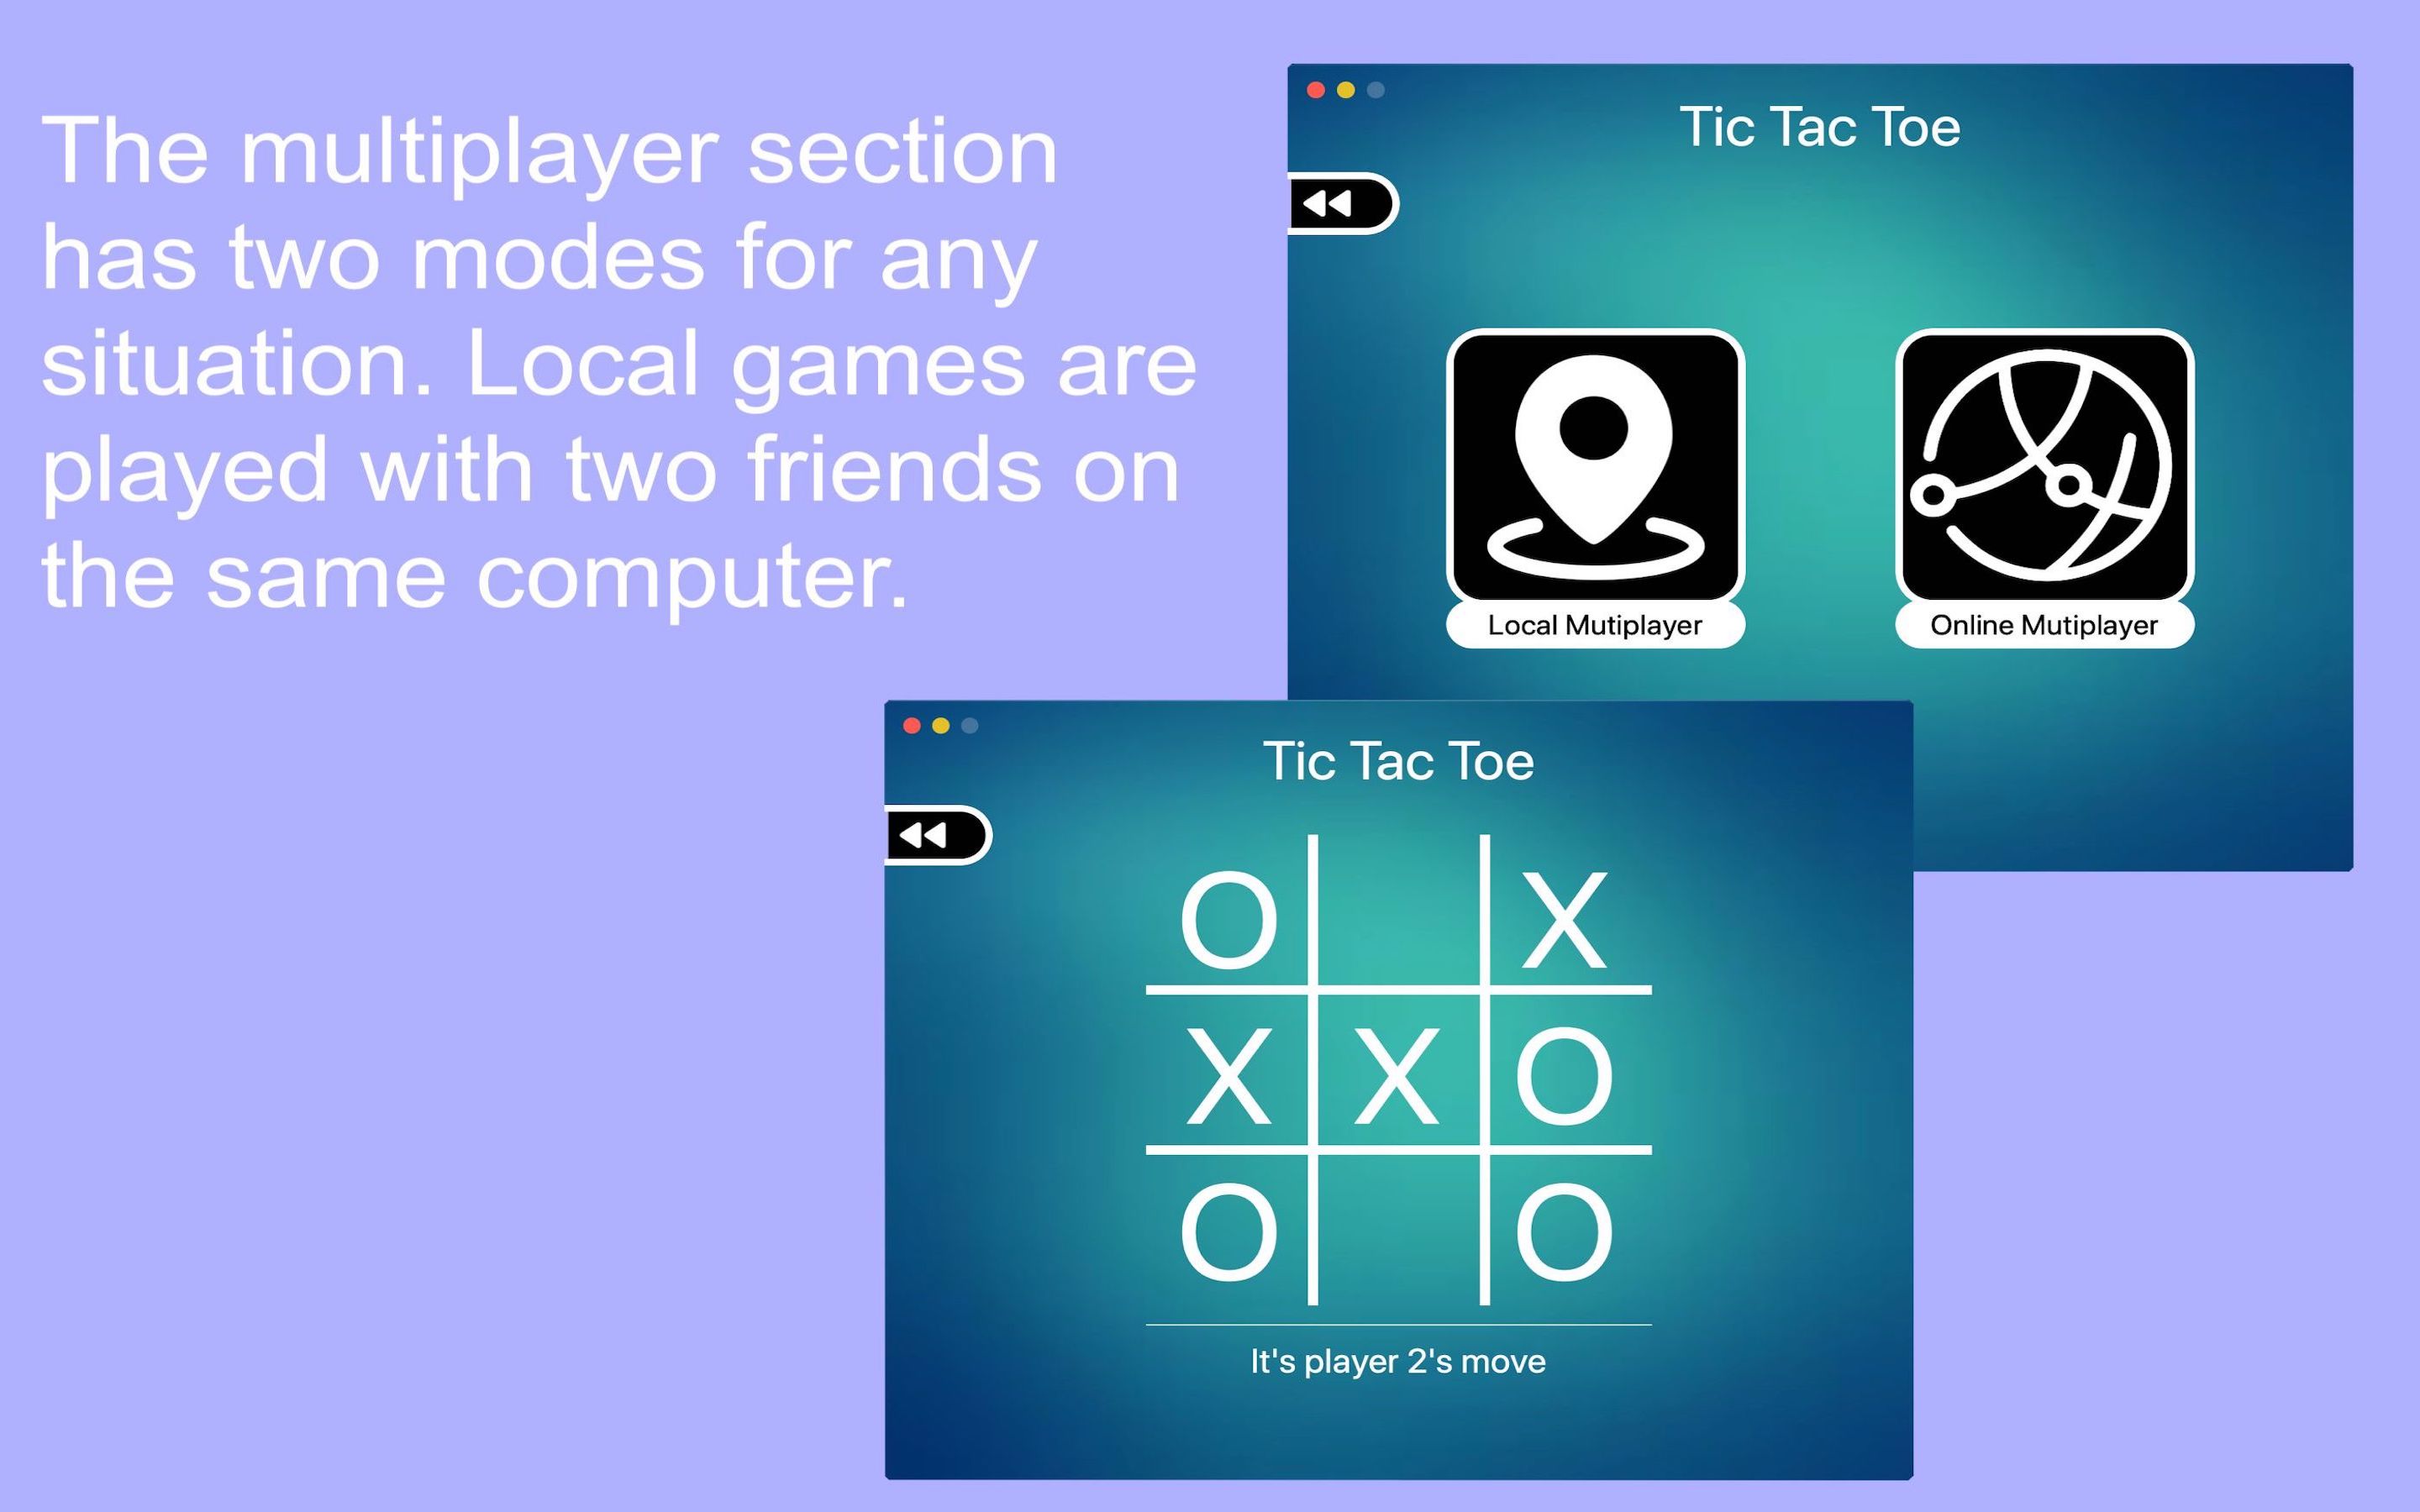 The multiplayer section
has two modes for any
situation. Local games are
played with two friends on
the same computer.
Tic Tac Toe
Local Mutiplayer
Online Mutiplayer
Tic Tac Toe
O X
X X O
O O
It's player 2's move